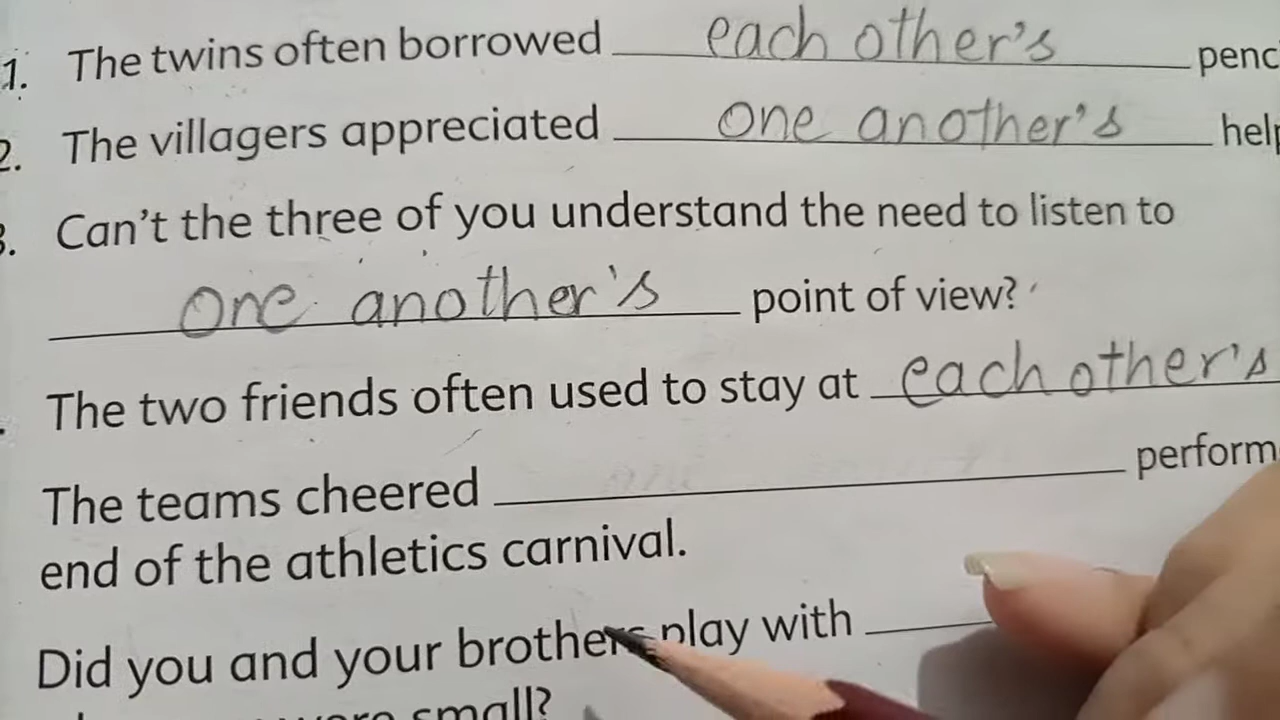 1. The twins often borrowed each other's penc
2. The villagers appreciated one another's help
3. Can't the three of you understand the need to listen to
one another's point of view?
. The two friends often used to stay at each other's
The teams cheered perform
end of the athletics carnival.
Did you and your brothers play with
small?